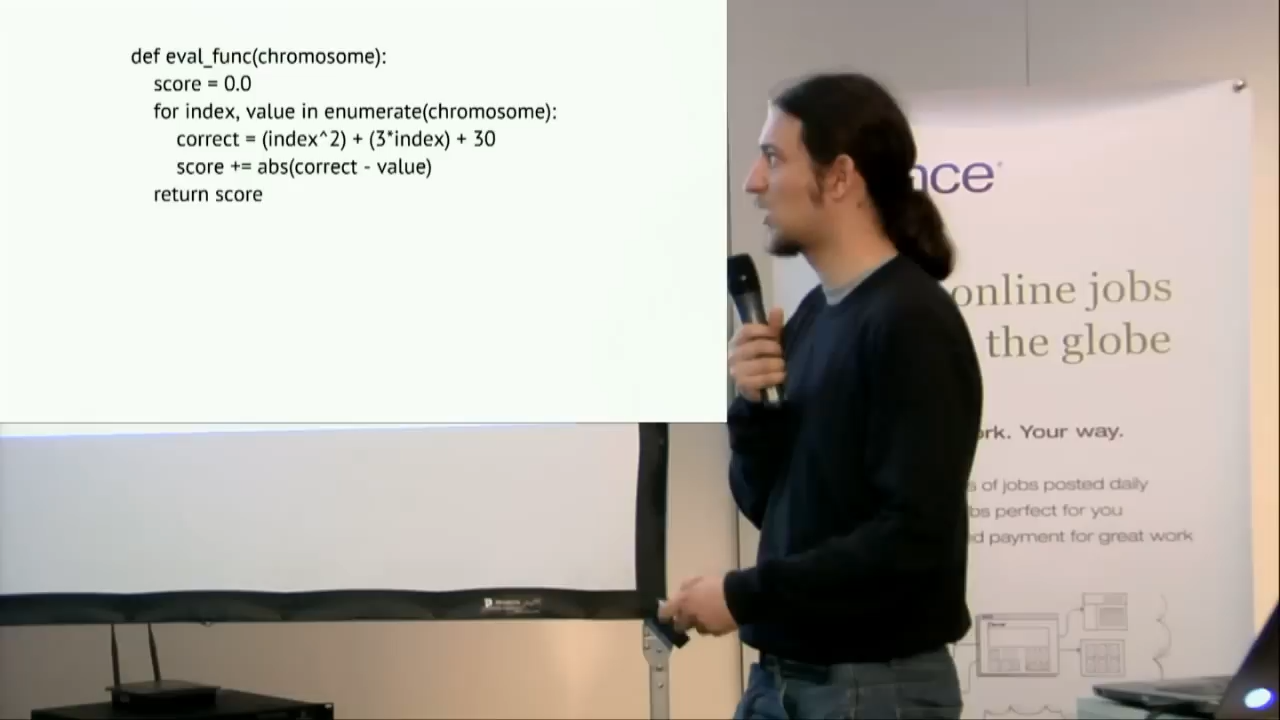 def eval_func(chromosome):
score = 0.0
for index, value in enumerate(chromosome):
correct = (index^2) + (3*index) + 30
score += abs(correct - value)
return score
nce
online jobs
the globe
rk. Your way.
s of jobs posted daily
bs perfect for you
d payment for great work